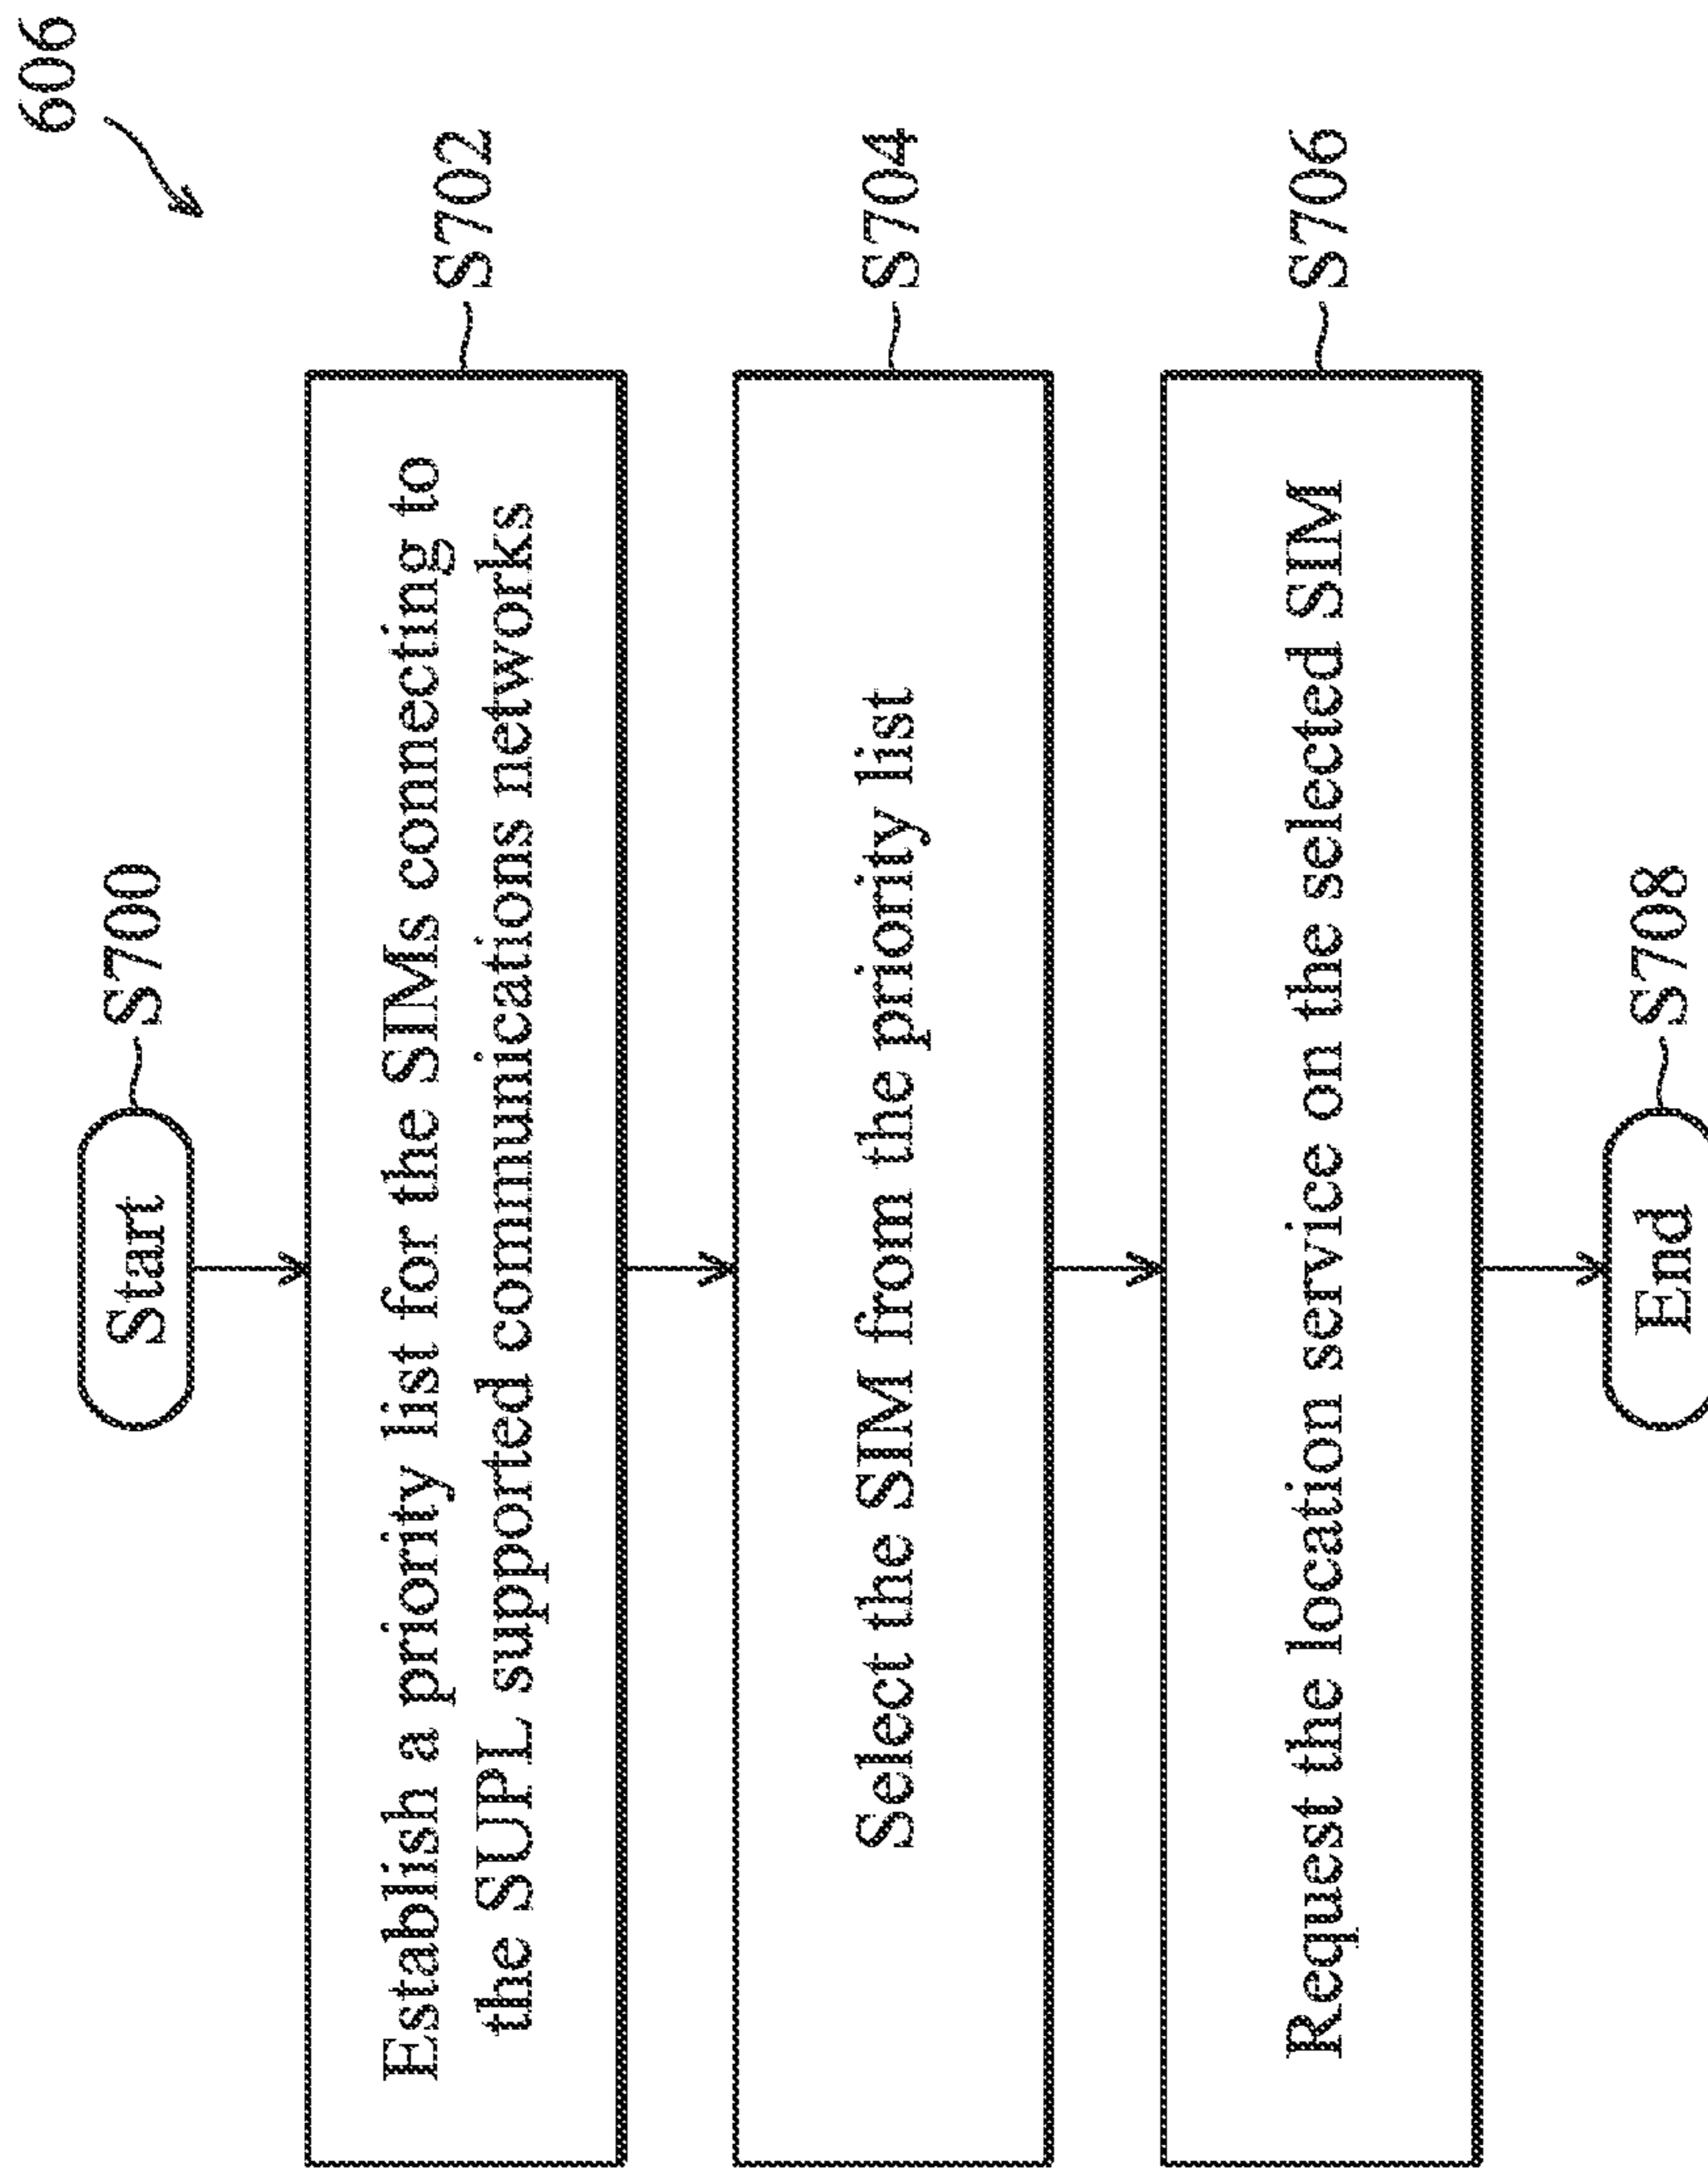 606
Start
S700
Establish a priority list for the SIMs connecting to
the SUPL supported communications networks
S702
Select the SIM from the priority list
S704
Request the location service on the selected SIM
S706
End
S708